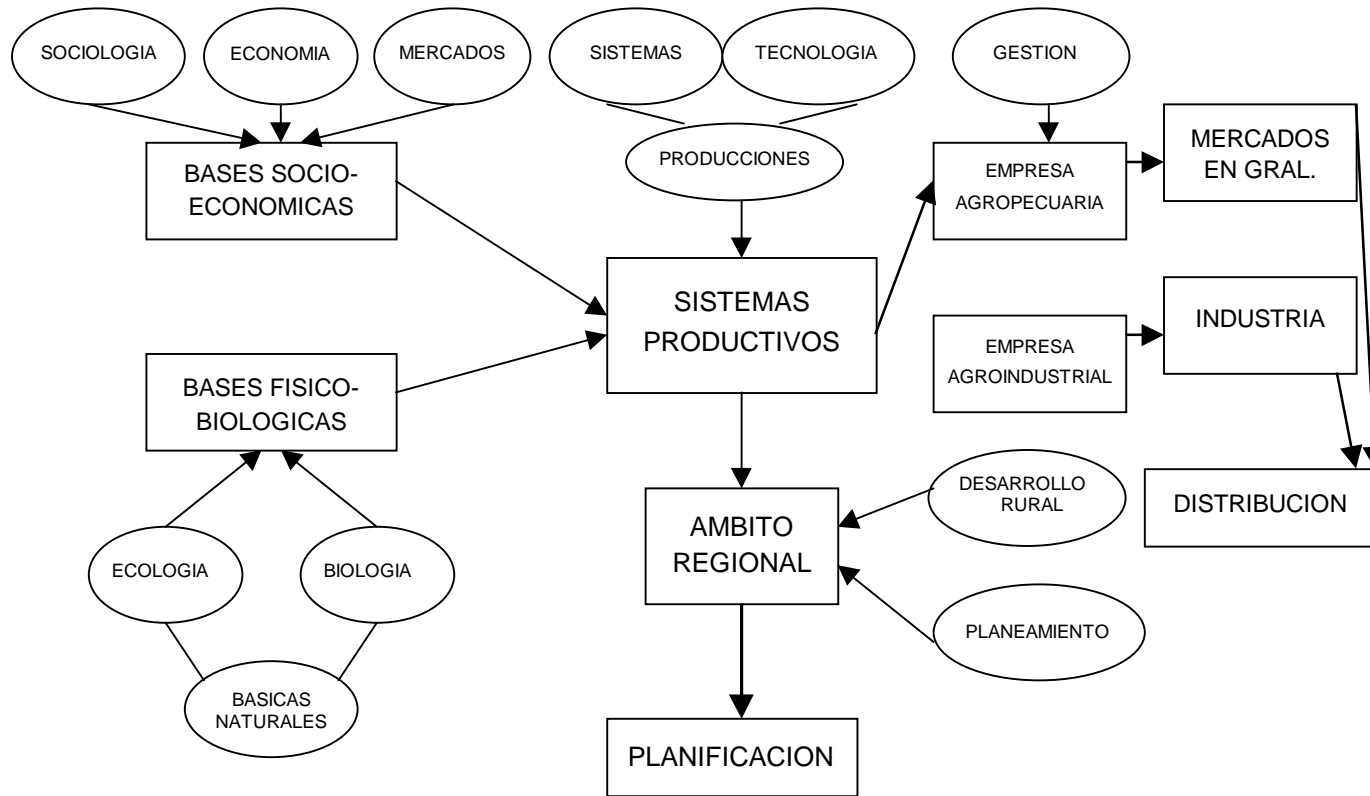 SOCIOLOGIA
ECONOMIA
MERCADOS
SISTEMAS
TECNOLOGIA
GESTION
BASES SOCIO-
ECONOMICAS
PRODUCCIONES
EMPRESA
AGROPECUARIA
MERCADOS
EN GRAL.
SISTEMAS
PRODUCTIVOS
EMPRESA
AGROINDUSTRIAL
INDUSTRIA
BASES FISICO-
BIOLOGICAS
AMBITO
REGIONAL
DESARROLLO
RURAL
DISTRIBUCION
ECOLOGIA
BIOLOGIA
PLANEAMIENTO
BASICAS
NATURALES
PLANIFICACION